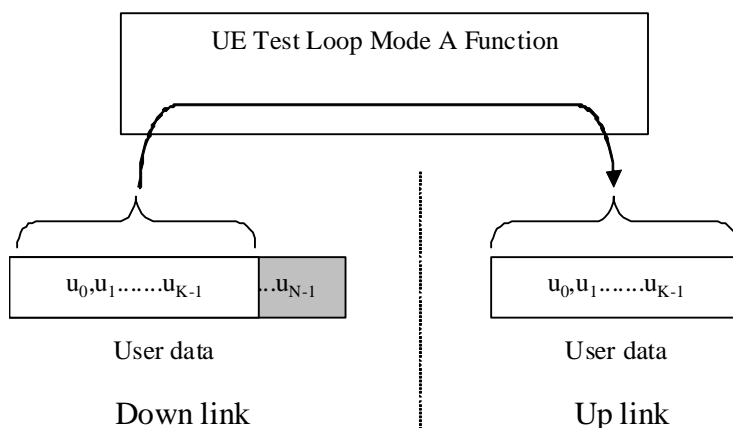 UE Test Loop Mode A Function
u0,u1.......uK-1 ...uN-1
u0,u1.......uK-1
User data
User data
Down link
Up link